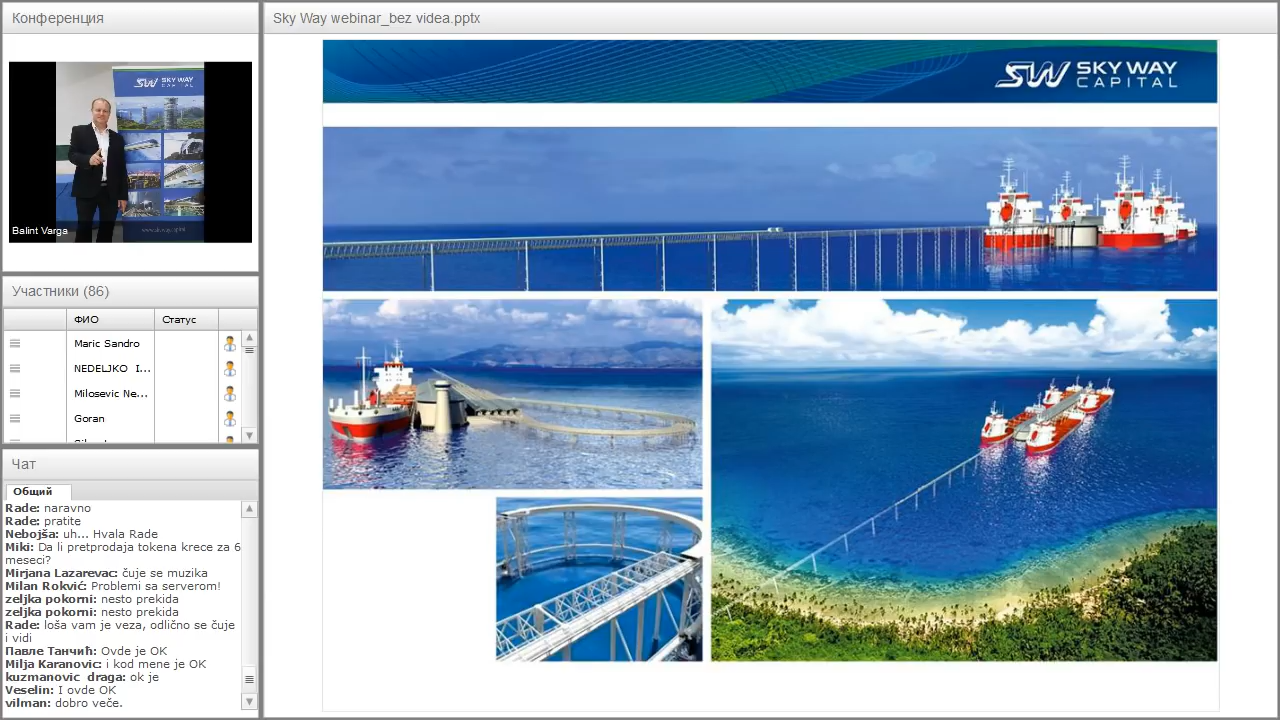 Конференция
Sky Way webinar_bez videa.pptx
SKY WAY
CAPITAL
SW SKY WAY
CAPITAL
Balint Varga
Участники (86)
ФИО Статус
Maric Sandro
NEDELJKO I...
Milosevic Ne...
Goran
Чат
Общий
Rade: naravno
Rade: pratite
Nebojša: uh... Hvala Rade
Miki: Da li pretprodaja tokena krece za 6
meseci?
Mirjana Lazarevac: čuje se muzika
Milan Rokvić: Problemi sa serverom!
zeljka pokorni: nesto prekida
zeljka pokorni: nesto prekida
Rade: loša vam je veza, odlično se čuje
i vidi
Павле Танчић: Ovde je OK
Milja Karanovic: i kod mene je OK
kuzmanovic draga: ok je
Veselin: I ovde OK
vilman: dobro veče.